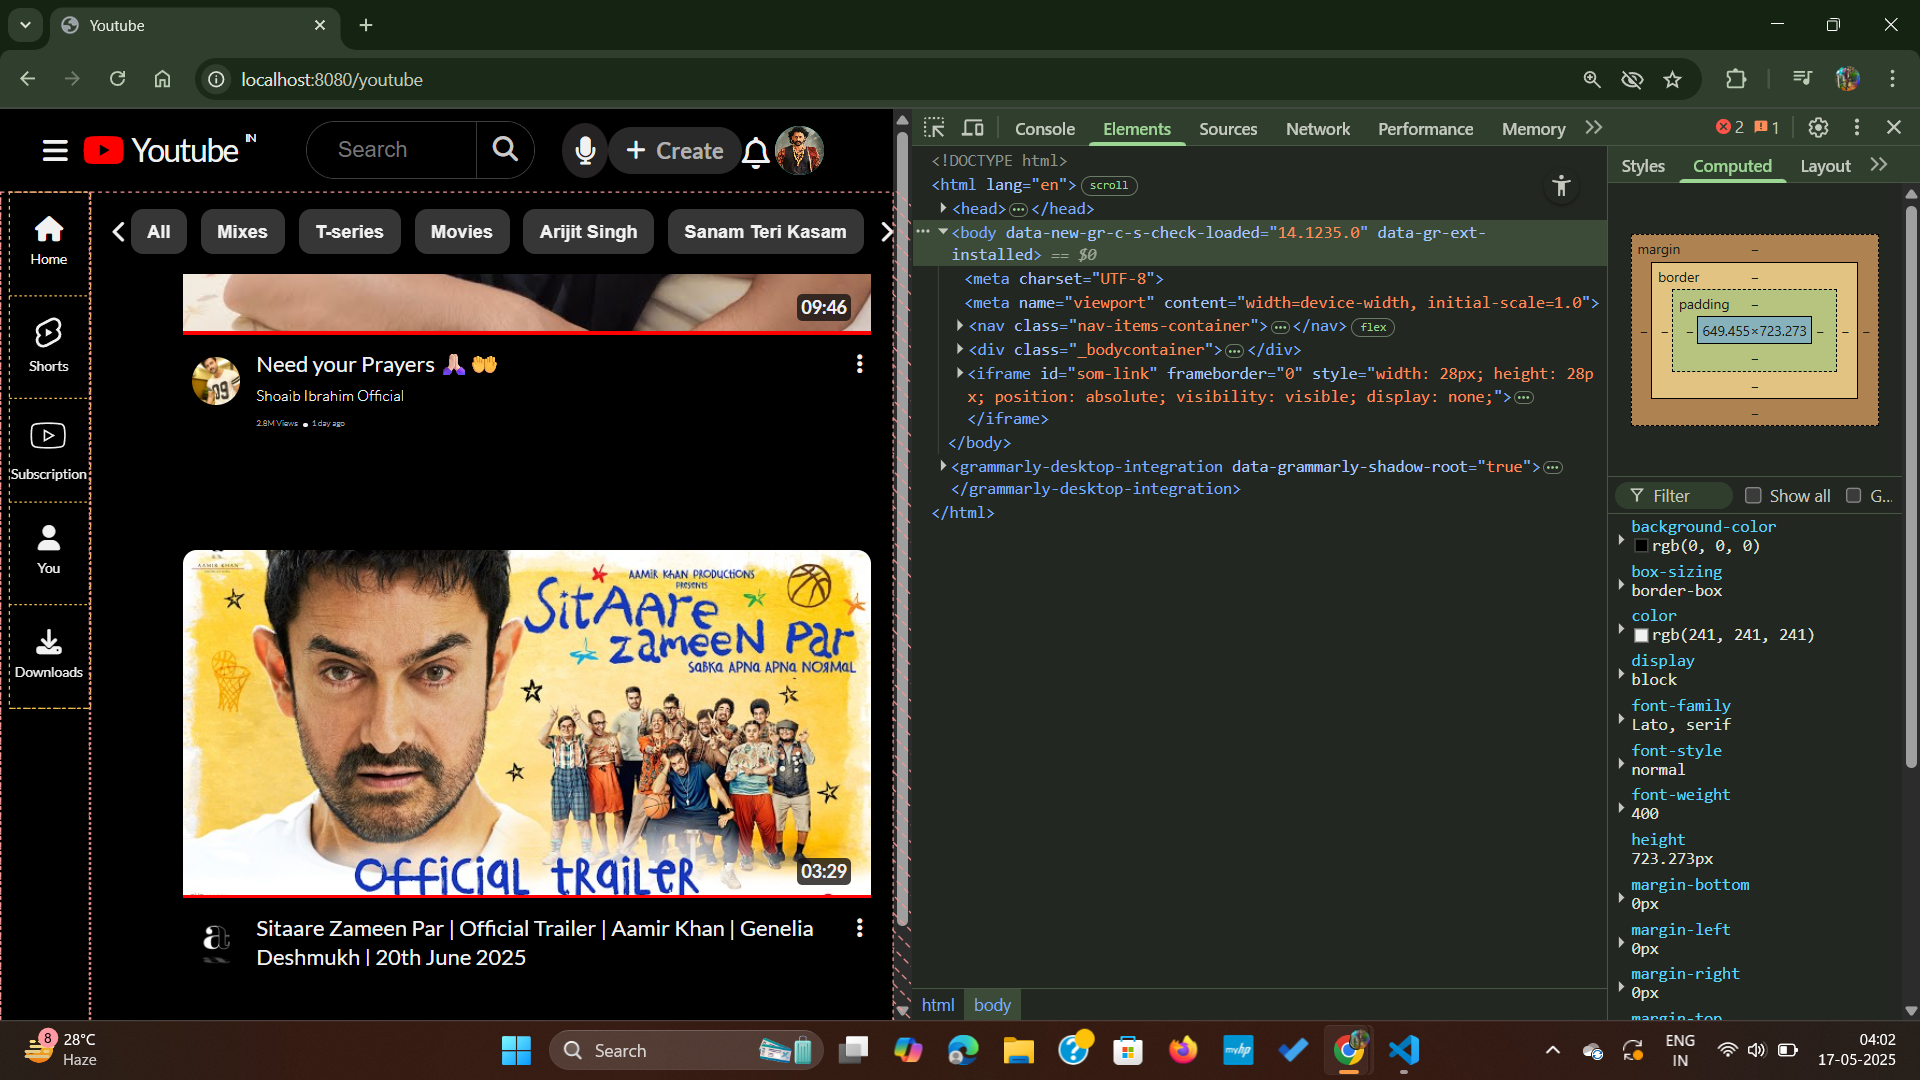 Youtube
localhost:8080/youtube
Youtube IN
Search
Create
Home
Shorts
Subscription
You
Downloads
All
Mixes
T-series
Movies
Arijit Singh
Sanam Teri Kasam
09:46
Need your Prayers 🙏🏻 🤲
Shoaib Ibrahim Official
2.8M Views ● 1 day ago
AAMIR KHAN
AAMIR KHAN PRODUCTIONS
PRESENTS
SitAARe
zameen Par
SABKA APNA APNA NORMAL
OFFICIAL tRAILER
03:29
Sitaare Zameen Par | Official Trailer | Aamir Khan | Genelia
Deshmukh | 20th June 2025
Console
Elements
Sources
Network
Performance
Memory
2
1
<!DOCTYPE html>
<html lang="en"> scroll
<head> ⋯ </head>
<body data-new-gr-c-s-check-loaded="14.1235.0" data-gr-ext-
installed> == $0
<meta charset="UTF-8">
<meta name="viewport" content="width=device-width, initial-scale=1.0">
<nav class="nav-items-container"> ⋯ </nav> flex
<div class="_bodycontainer"> ⋯ </div>
<iframe id="som-link" frameborder="0" style="width: 28px; height: 28p
x; position: absolute; visibility: visible; display: none;"> ⋯
</iframe>
</body>
<grammarly-desktop-integration data-grammarly-shadow-root="true"> ⋯
</grammarly-desktop-integration>
</html>
html
body
Styles
Computed
Layout
margin –
border –
padding –
– – – 649.455×723.273 – – –
–
–
–
Filter
Show all
G...
background-color
rgb(0, 0, 0)
box-sizing
border-box
color
rgb(241, 241, 241)
display
block
font-family
Lato, serif
font-style
normal
font-weight
400
height
723.273px
margin-bottom
0px
margin-left
0px
margin-right
0px
margin-top
8
28°C
Haze
Search
myhp
ENG
IN
04:02
17-05-2025